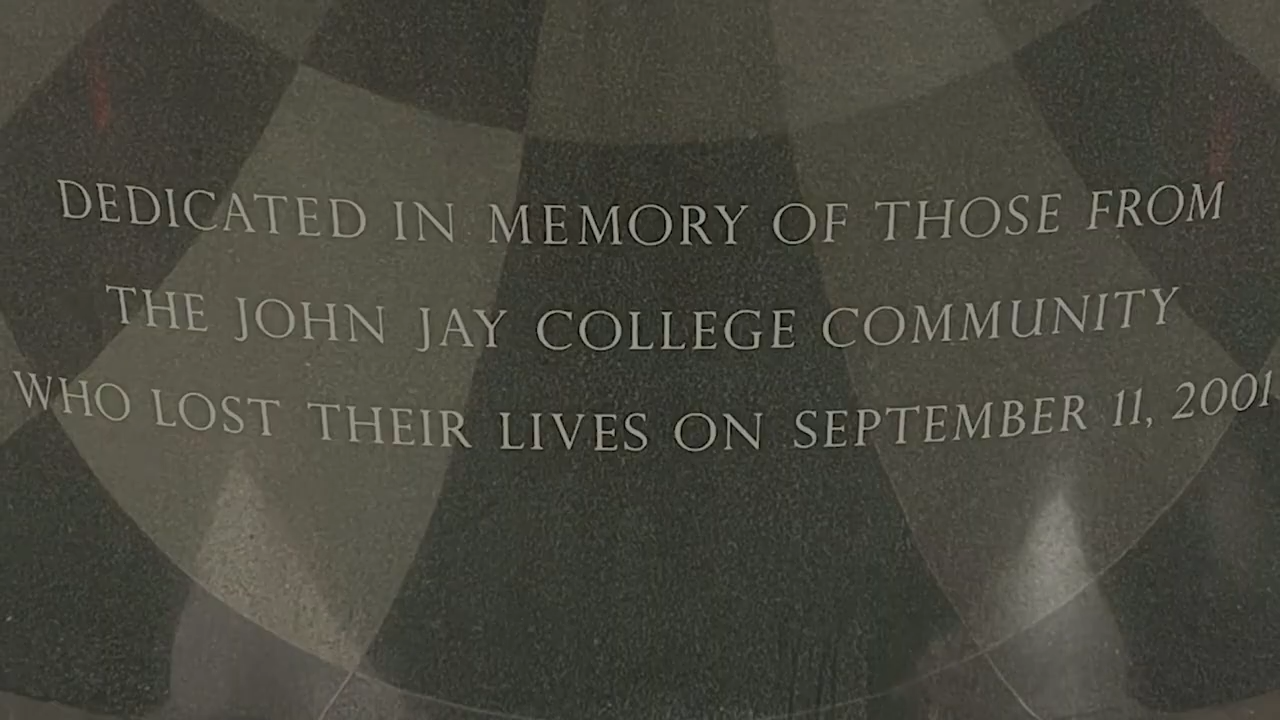 DEDICATED IN MEMORY OF THOSE FROM
THE JOHN JAY COLLEGE COMMUNITY
WHO LOST THEIR LIVES ON SEPTEMBER 11, 2001